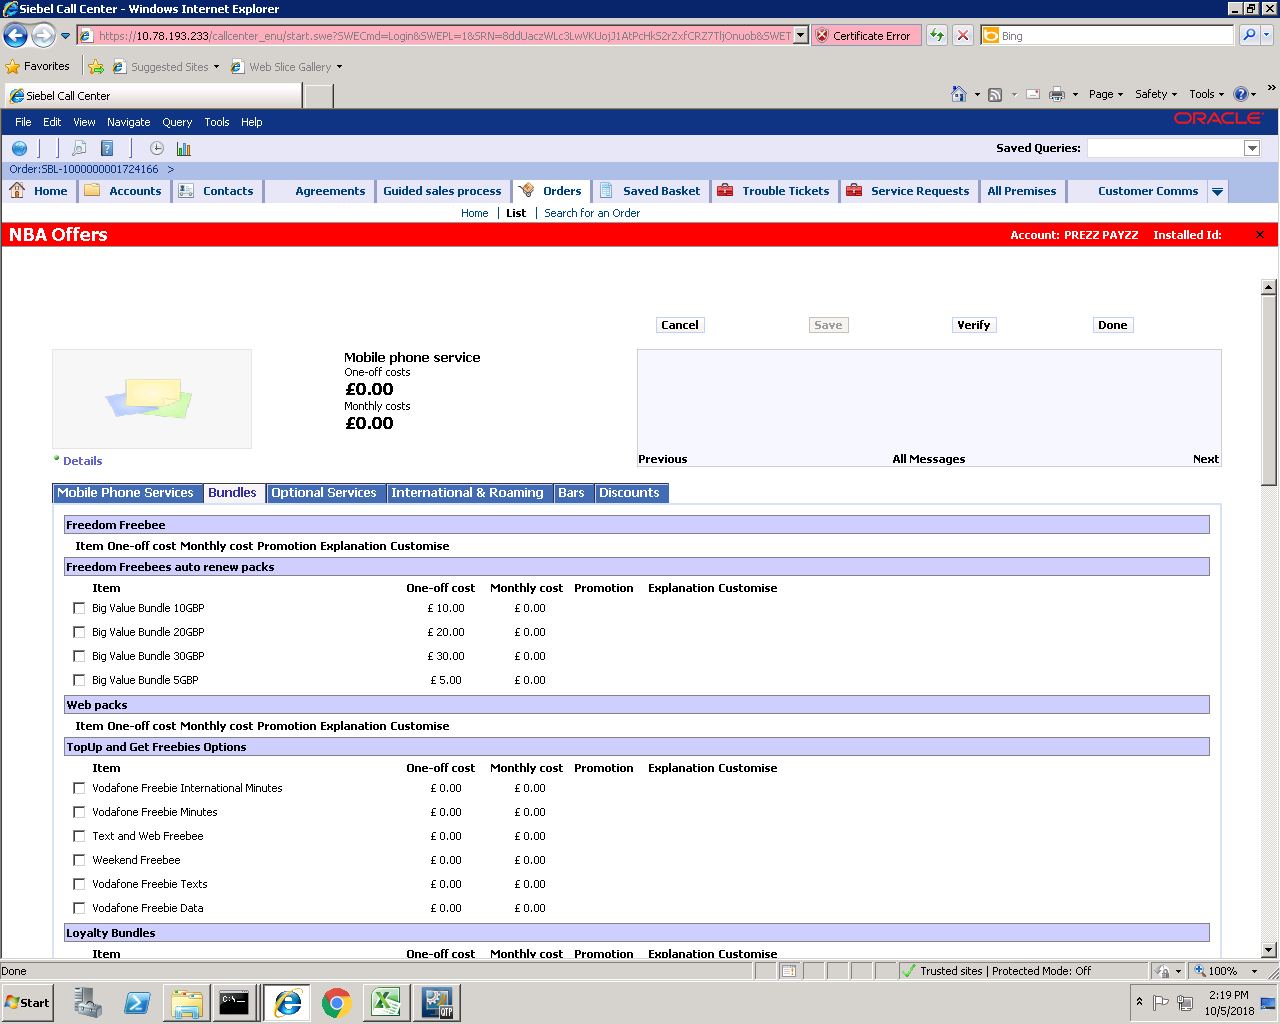 Siebel Call Center - Windows Internet Explorer
https://10.78.193.233/callcenter_enu/start.swe?SWECmd=Login&SWEPL=1&SRN=8ddUaczWLc3LwVKUojJ1AtPcHkS2rZxfCRZ7TljOnuob&SWET
Certificate Error
Bing
Favorites
Suggested Sites
Web Slice Gallery
Siebel Call Center
Page
Safety
Tools
File Edit View Navigate Query Tools Help
ORACLE
Saved Queries:
Order:SBL-1000000001724166 >
Home Accounts Contacts Agreements Guided sales process Orders Saved Basket Trouble Tickets Service Requests All Premises Customer Comms
Home | List | Search for an Order
NBA Offers
Account: PREZZ PAYZZ Installed Id:
Cancel Save Verify Done
Mobile phone service
One-off costs
£0.00
Monthly costs
£0.00
Details
Previous All Messages Next
Mobile Phone Services Bundles Optional Services International & Roaming Bars Discounts
Freedom Freebee
Item One-off cost Monthly cost Promotion Explanation Customise
Freedom Freebees auto renew packs
Item One-off cost Monthly cost Promotion Explanation Customise
Big Value Bundle 10GBP £ 10.00 £ 0.00
Big Value Bundle 20GBP £ 20.00 £ 0.00
Big Value Bundle 30GBP £ 30.00 £ 0.00
Big Value Bundle 5GBP £ 5.00 £ 0.00
Web packs
Item One-off cost Monthly cost Promotion Explanation Customise
TopUp and Get Freebies Options
Item One-off cost Monthly cost Promotion Explanation Customise
Vodafone Freebie International Minutes £ 0.00 £ 0.00
Vodafone Freebie Minutes £ 0.00 £ 0.00
Text and Web Freebee £ 0.00 £ 0.00
Weekend Freebee £ 0.00 £ 0.00
Vodafone Freebie Texts £ 0.00 £ 0.00
Vodafone Freebie Data £ 0.00 £ 0.00
Loyalty Bundles
Item One-off cost Monthly cost Promotion Explanation Customise
Done
Trusted sites | Protected Mode: Off
100%
Start
C:\
QTP
2:19 PM
10/5/2018